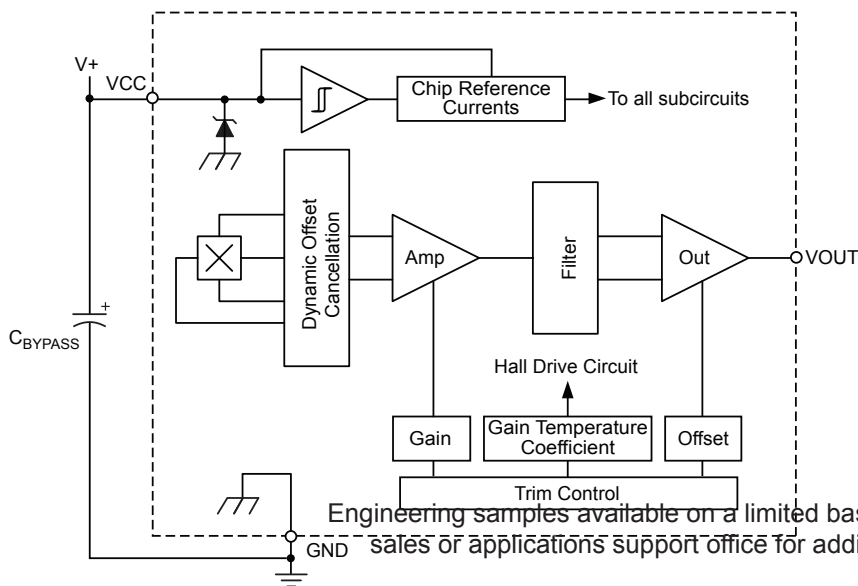 V+
VCC
Chip Reference
Currents
To all subcircuits
Dynamic Offset
Cancellation
Amp
Filter
Out
VOUT
CBYPASS
+
Hall Drive Circuit
Gain
Gain Temperature
Coefficient
Offset
Trim Control
Engineering samples available on a limited bas
GND
sales or applications support office for addi